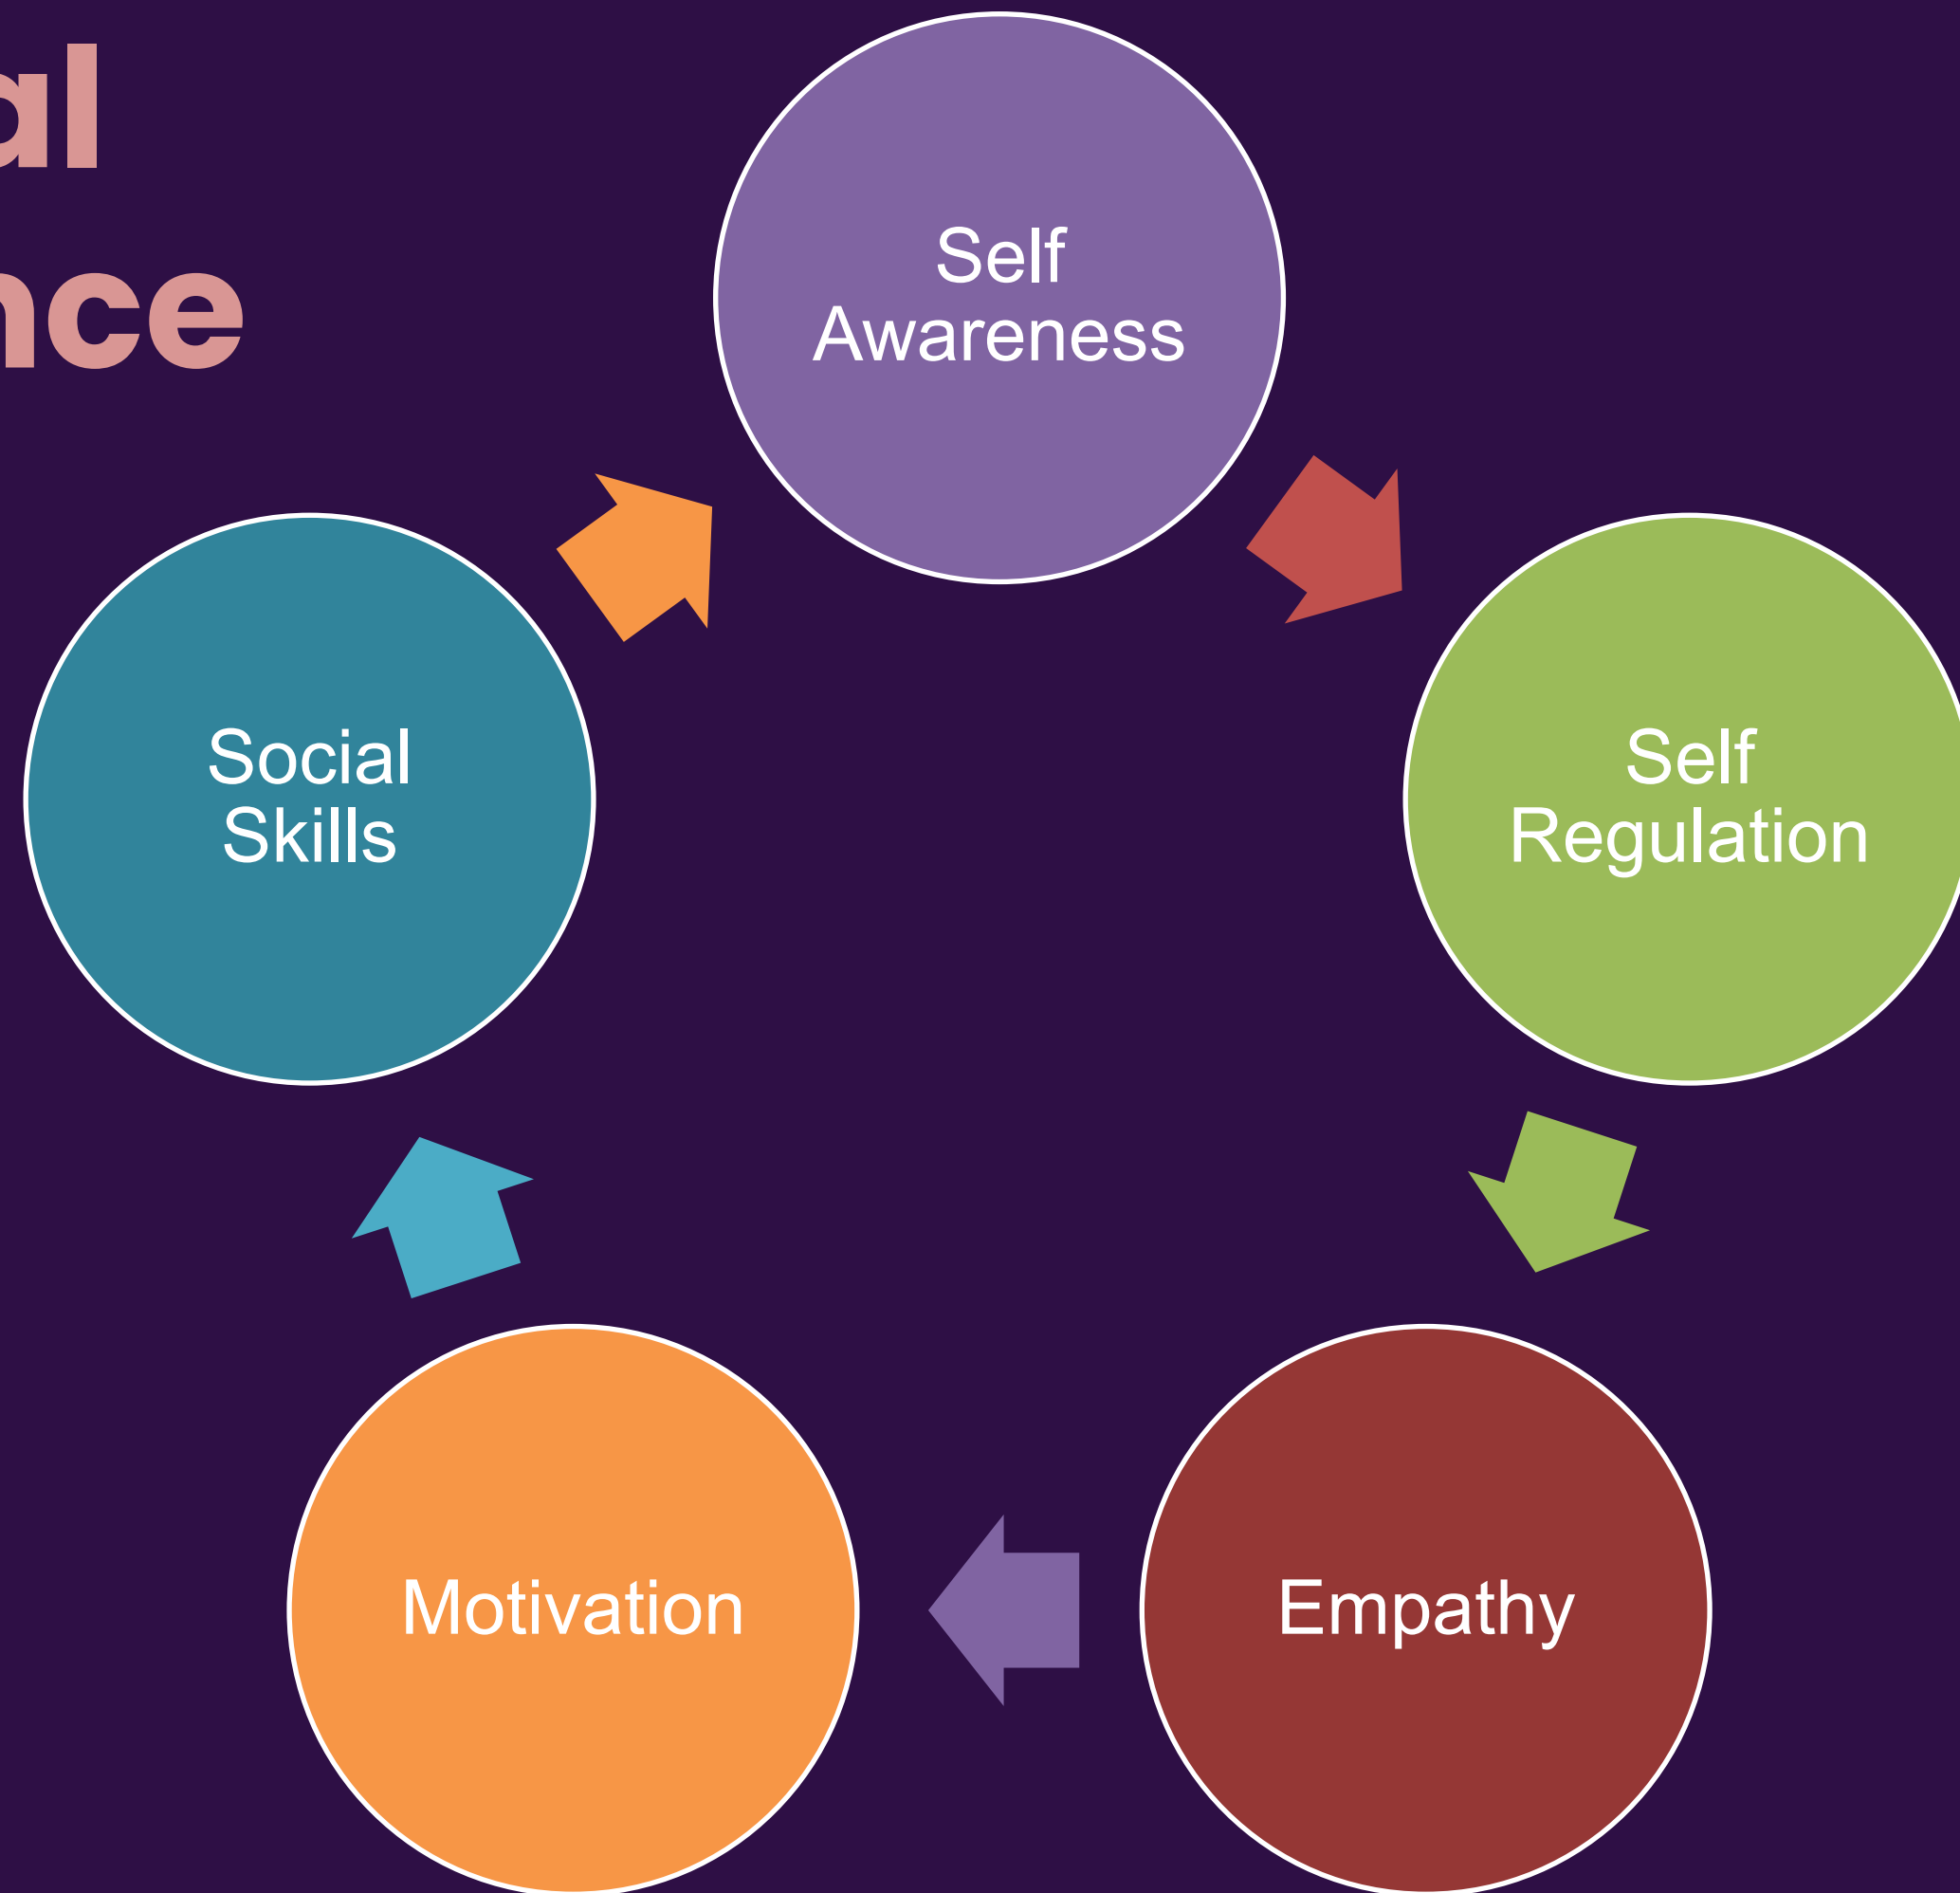 al
nce
Self
Awareness
Self
Regulation
Empathy
Motivation
Social
Skills